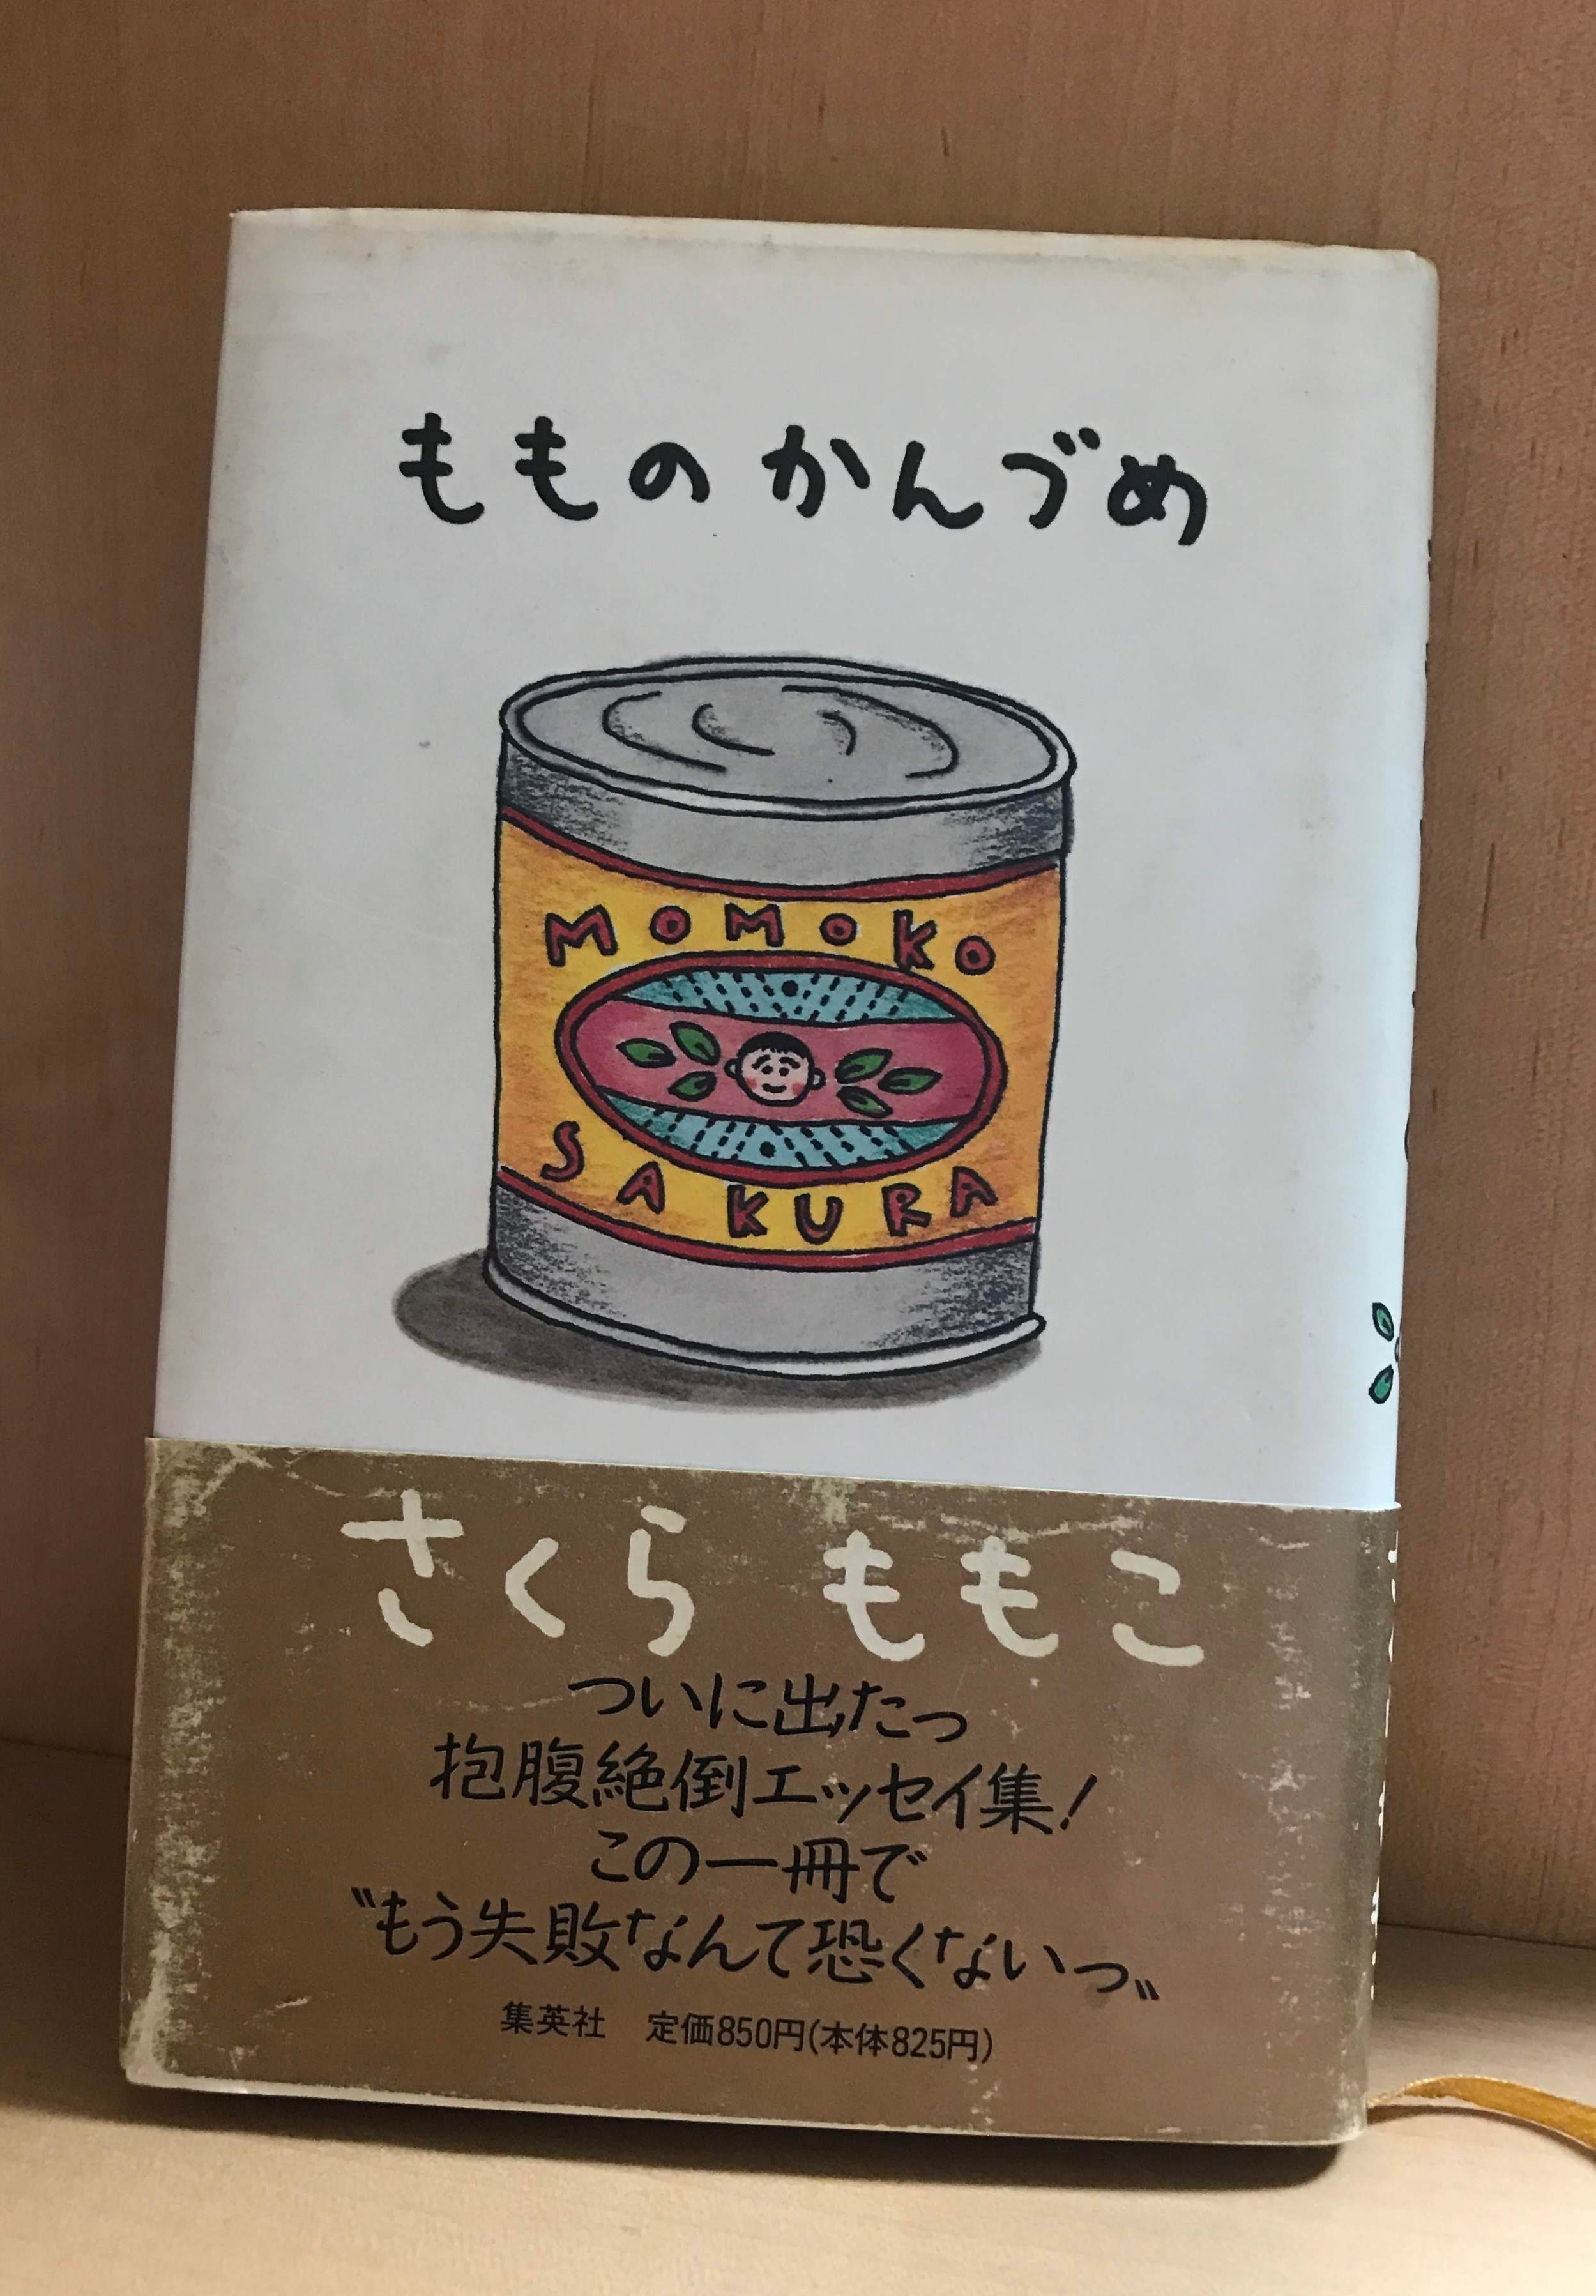 もものかんづめ
MOMOKO
SAKURA
さくら ももこ
ついに出たっ
抱腹絶倒エッセイ集!
この一冊で
〝もう失敗なんて恐くないっ〟
集英社 定価850円(本体825円)